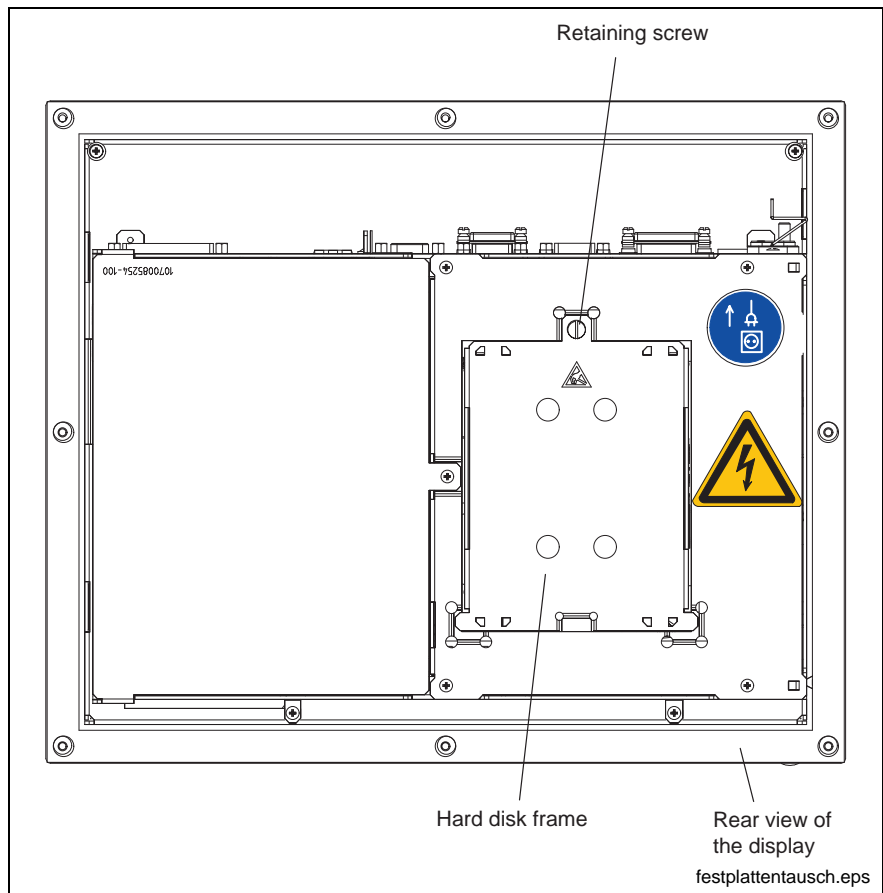 Retaining screw
1070085254-100
Hard disk frame
Rear view of
the display
festplattentausch.eps